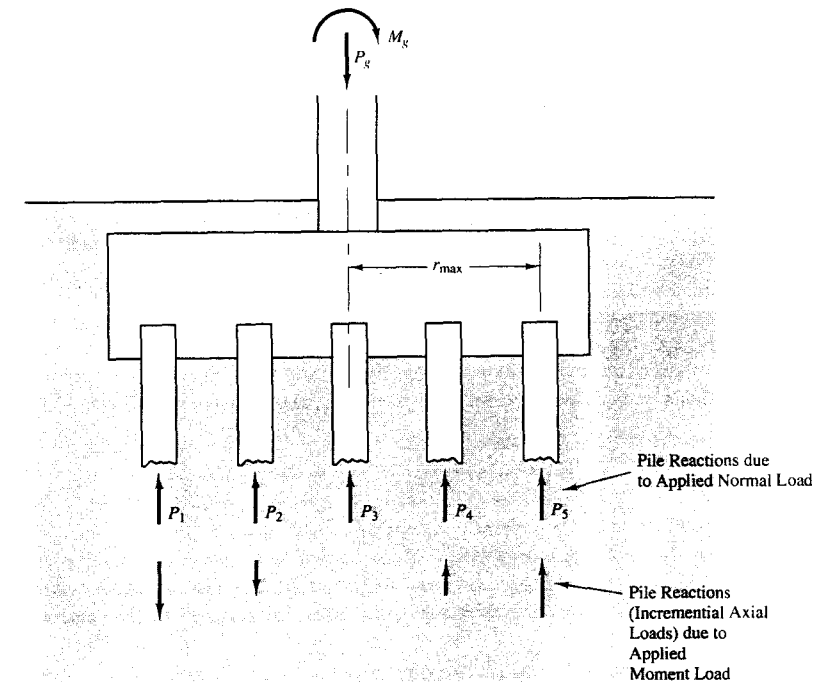 M_g
P_g
r_max
P_1
P_2
P_3
P_4
P_5
Pile Reactions due
to Applied Normal Load
Pile Reactions
(Incremential Axial
Loads) due to
Applied
Moment Load